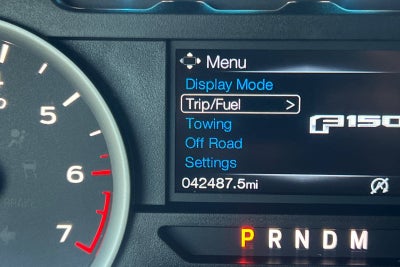 Menu
Display Mode
Trip/Fuel >
Towing
Off Road
Settings
F150
042487.5mi
P R N D M
5
6
7